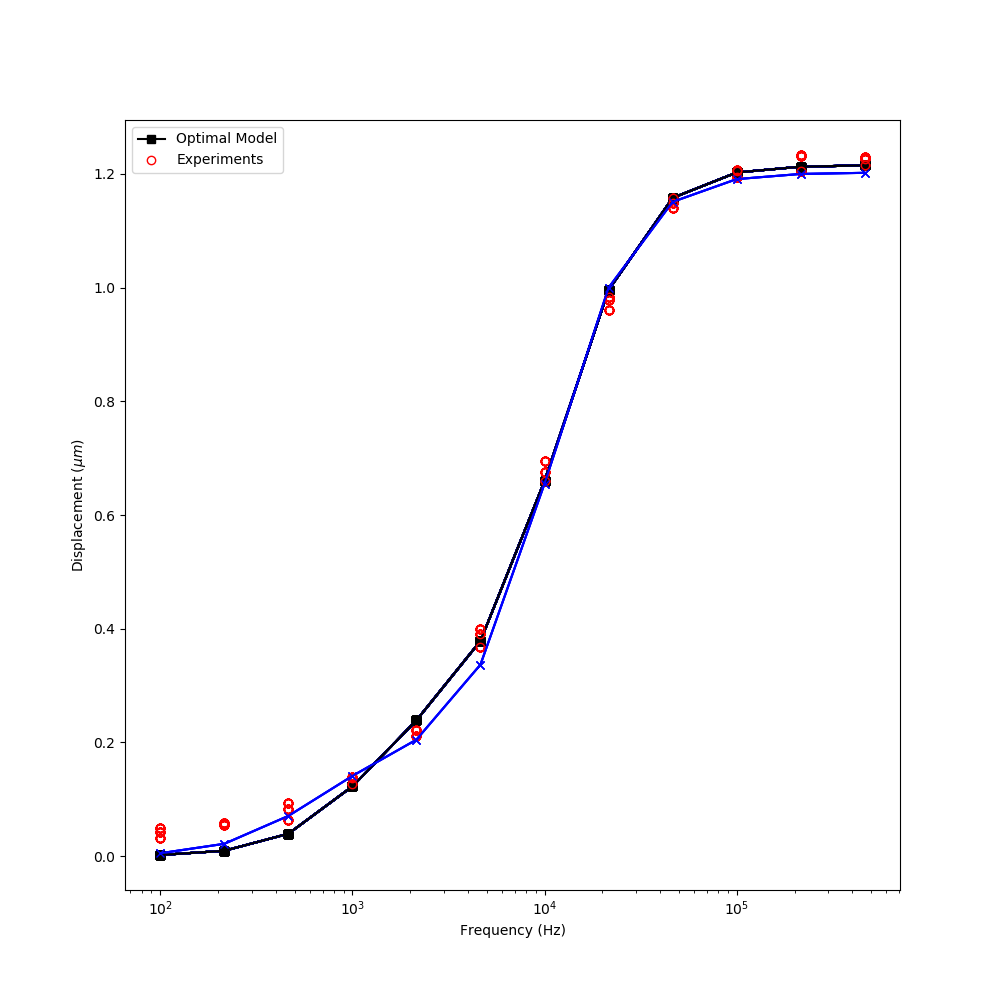 Optimal Model
Experiments
1.2
1.0
0.8
0.6
0.4
0.2
0.0
Displacement (μm)
10² 10³ 10⁴ 10⁵
Frequency (Hz)